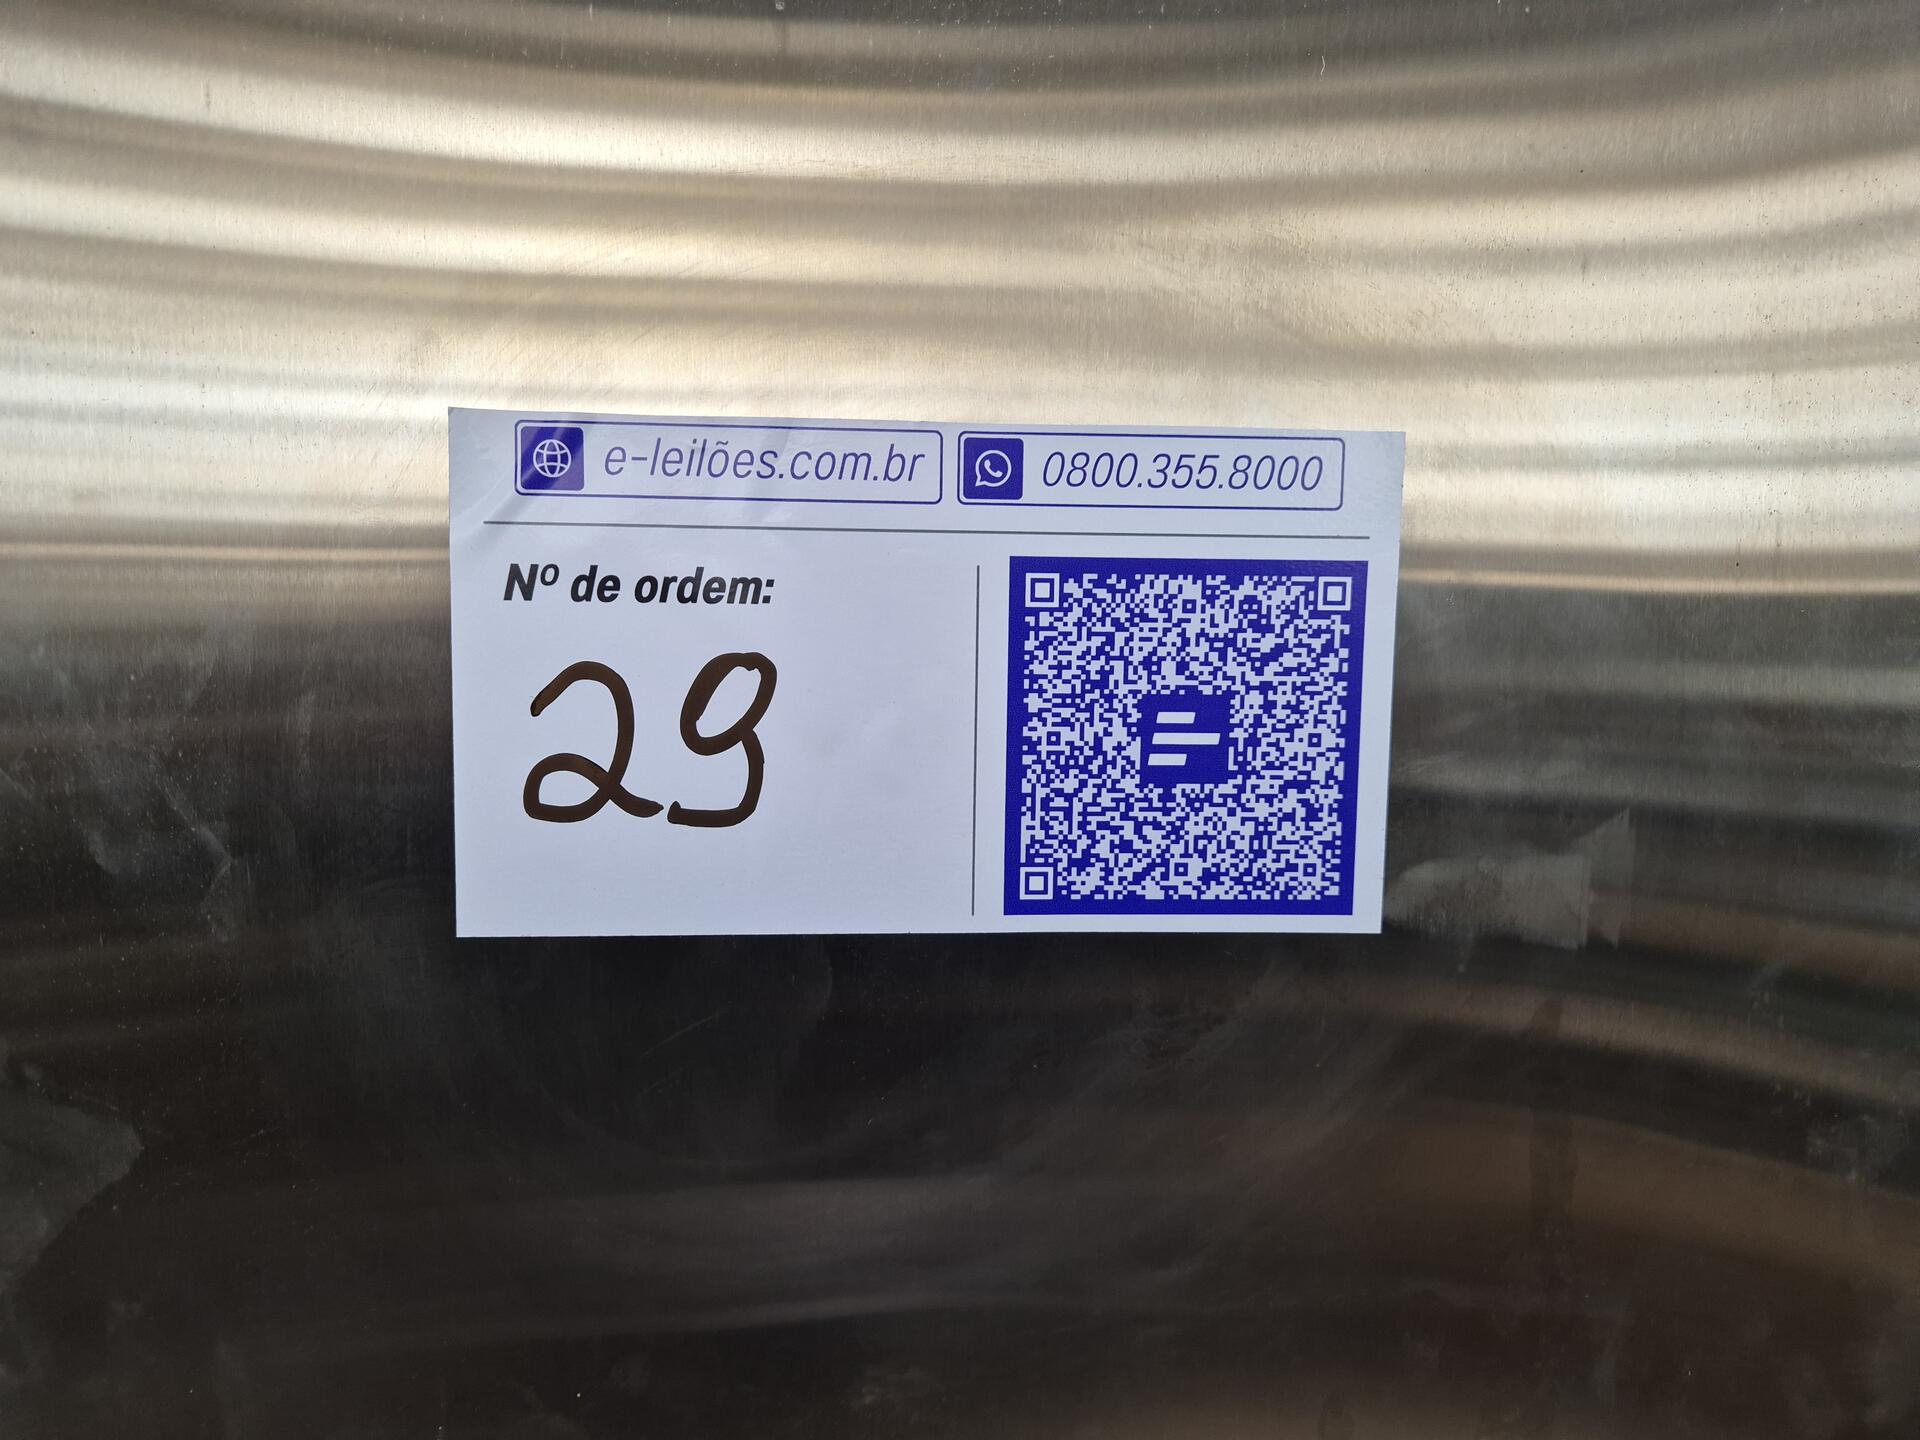 e-leilões.com.br
0800.355.8000
Nº de ordem:
29